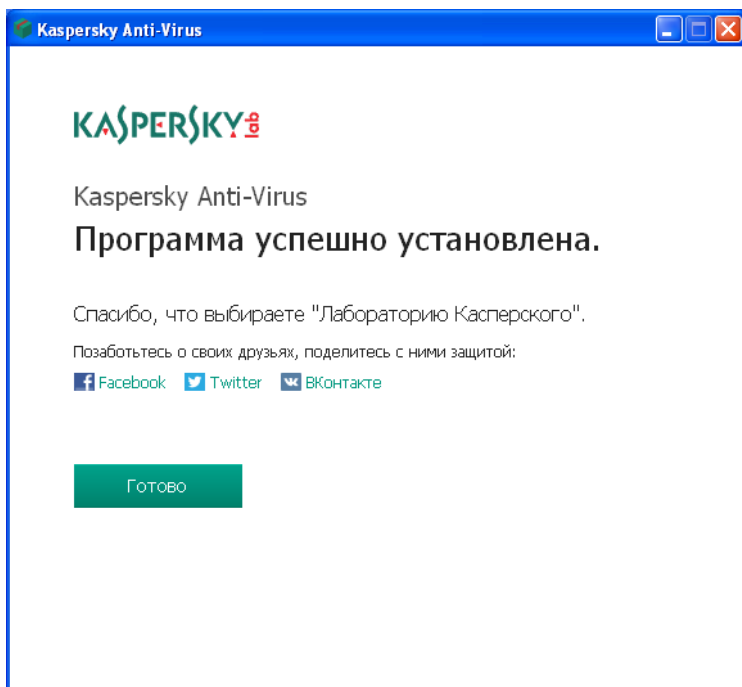 Kaspersky Anti-Virus
KASPERSKY lab
Kaspersky Anti-Virus
Программа успешно установлена.
Спасибо, что выбираете "Лабораторию Касперского".
Позаботьтесь о своих друзьях, поделитесь с ними защитой:
Facebook Twitter ВКонтакте
Готово